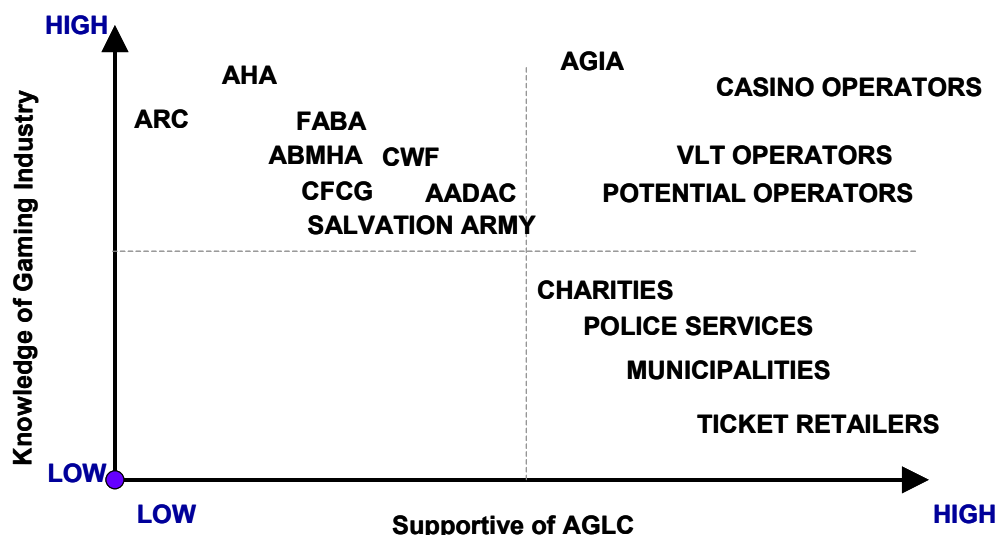 HIGH
AGIA
AHA
CASINO OPERATORS
ARC
FABA
ABMHA
CWF
VLT OPERATORS
CFCG
AADAC
POTENTIAL OPERATORS
SALVATION ARMY
Knowledge of Gaming Industry
CHARITIES
POLICE SERVICES
MUNICIPALITIES
TICKET RETAILERS
LOW
LOW
Supportive of AGLC
HIGH